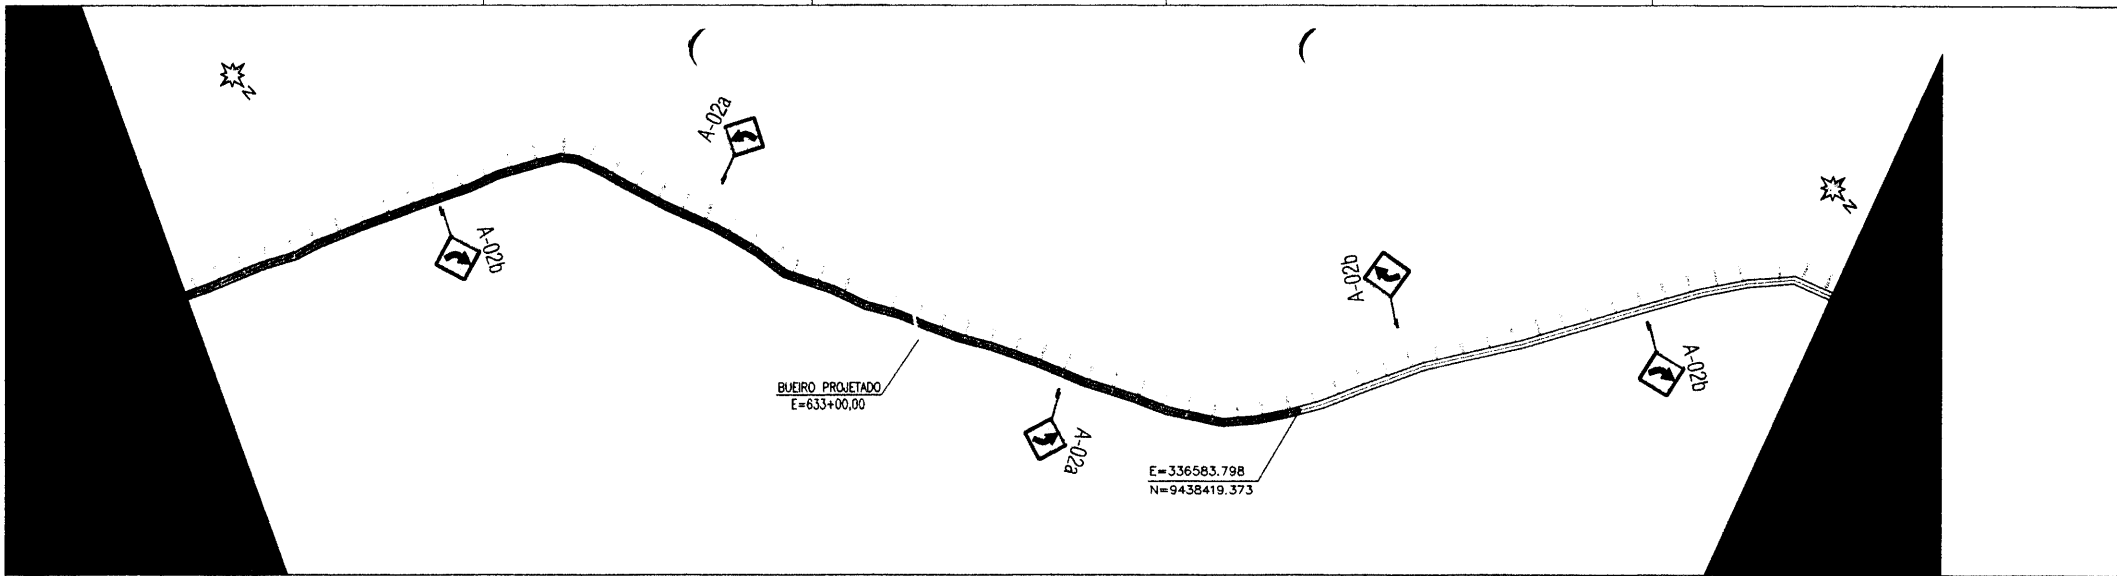 N
A-02a
A-02b
BUEIRO PROJETADO
E=633+00,00
A-02a
E=336583.798
N=9438419.373
A-02b
A-02b
N